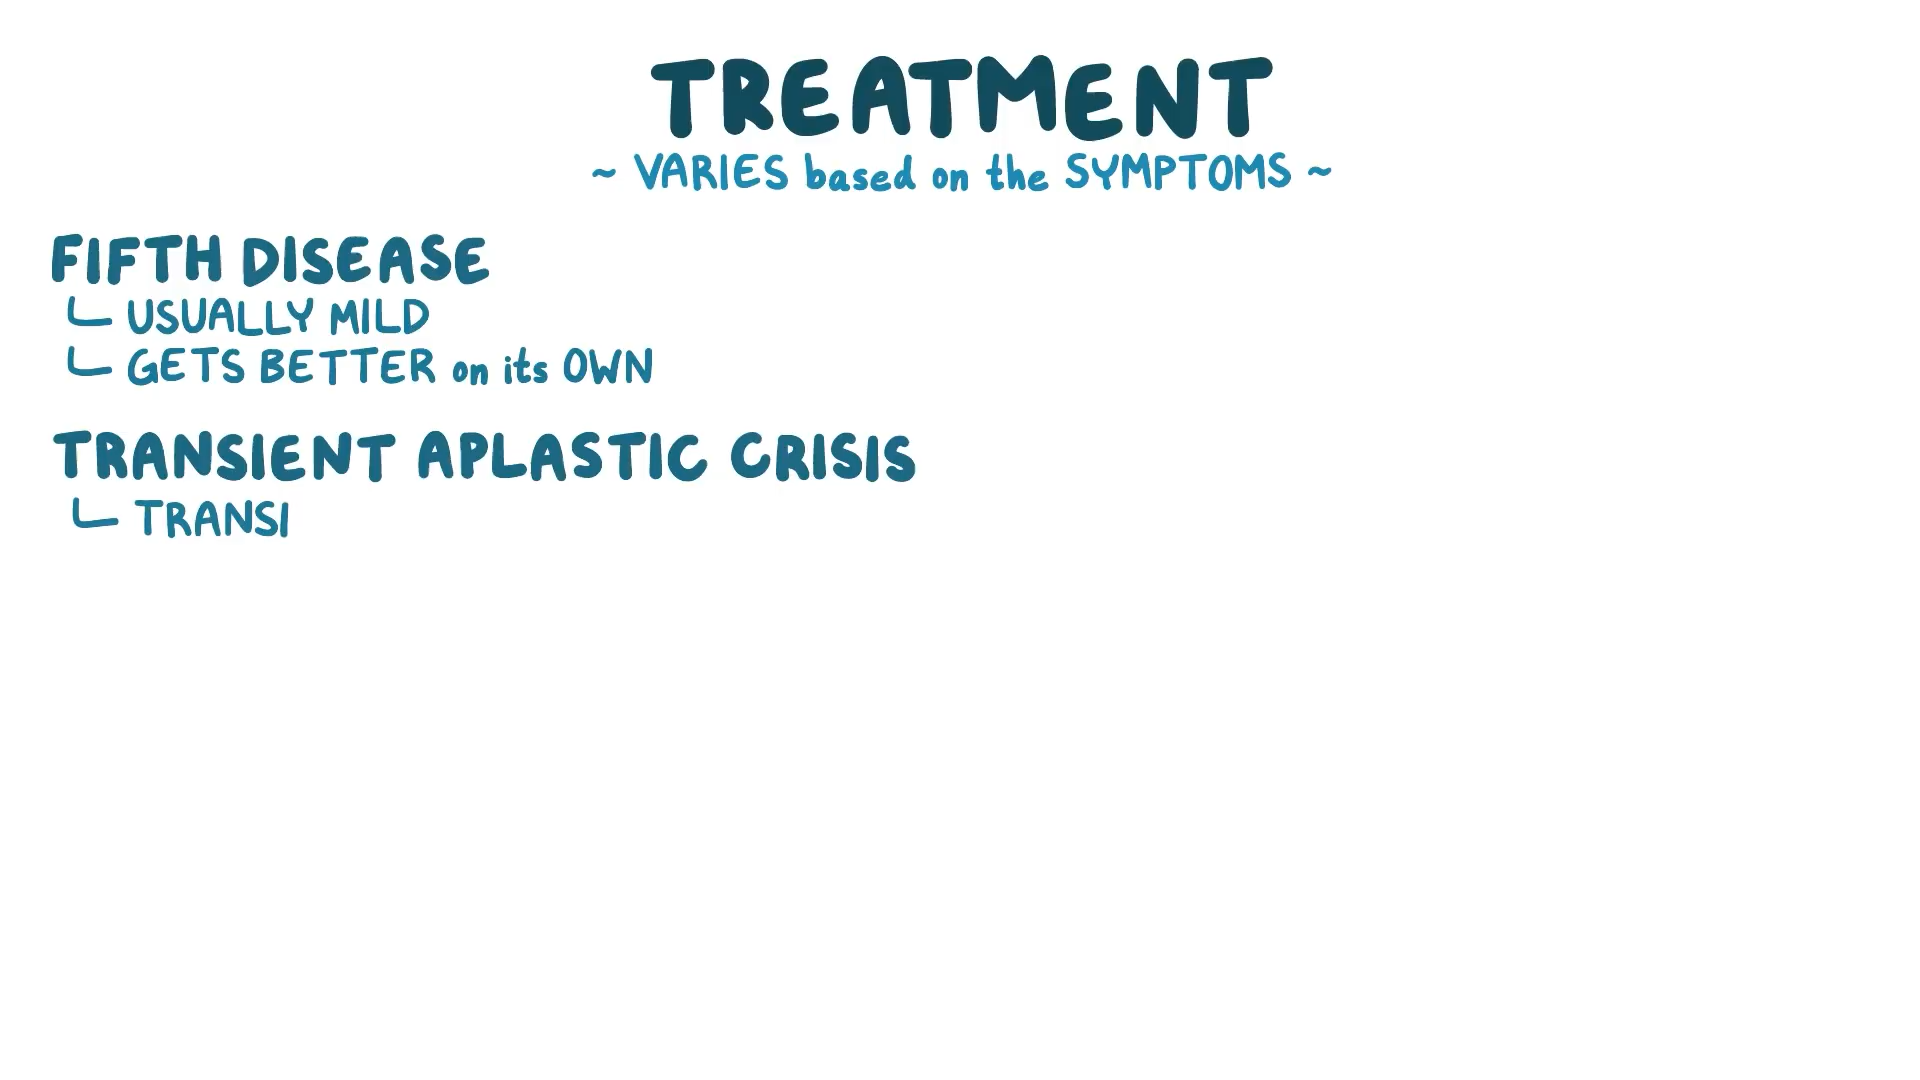 TREATMENT
~ VARIES based on the SYMPTOMS ~
FIFTH DISEASE
USUALLY MILD
GETS BETTER on its OWN
TRANSIENT APLASTIC CRISIS
TRANSI